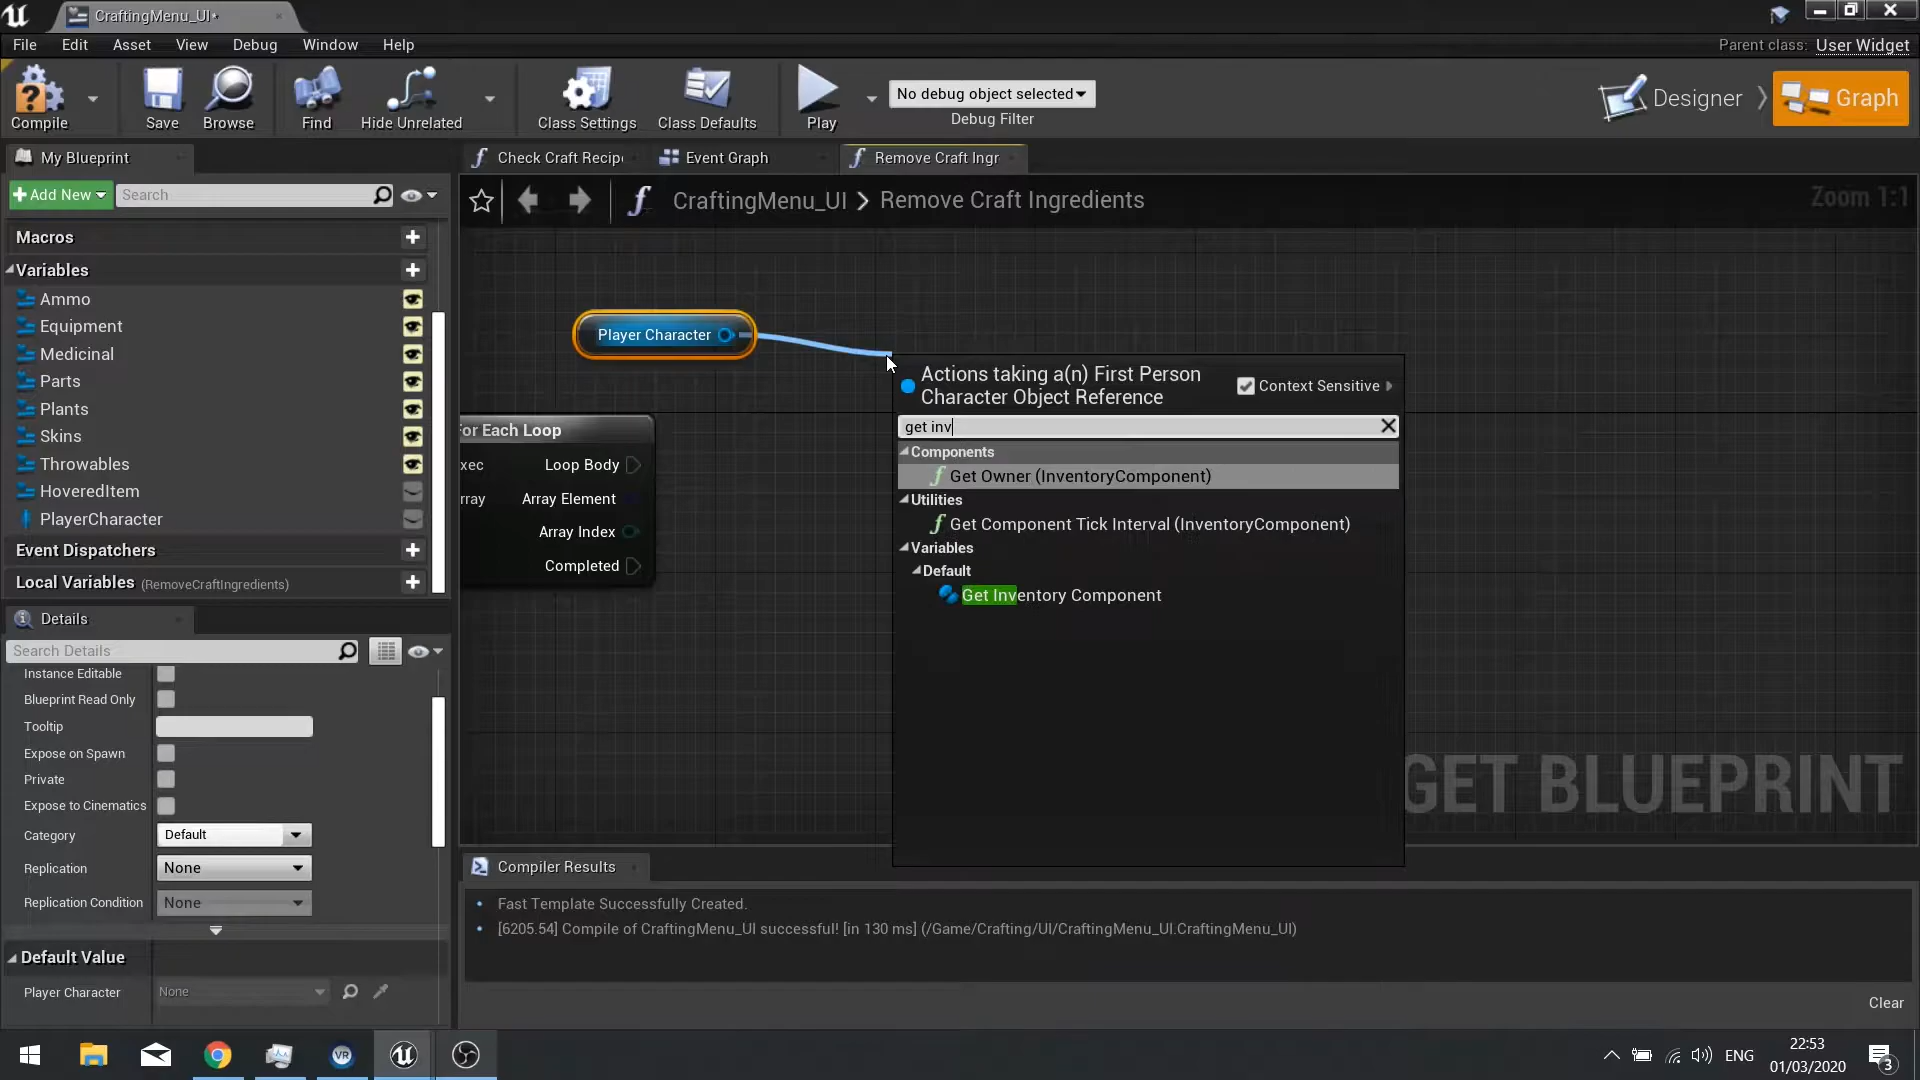 CraftingMenu_UI*
File Edit Asset View Debug Window Help
Parent class: User Widget
Compile Save Browse Find Hide Unrelated Class Settings Class Defaults Play
No debug object selected
Debug Filter
Designer Graph
My Blueprint
Check Craft Recip Event Graph Remove Craft Ingr
Add New Search
CraftingMenu_UI Remove Craft Ingredients
Zoom 1:1
Macros
Variables
Ammo
Equipment
Medicinal
Parts
Plants
Skins
Throwables
HoveredItem
PlayerCharacter
Event Dispatchers
Local Variables (RemoveCraftIngredients)
Player Character
For Each Loop
xec Loop Body
rray Array Element
Array Index
Completed
Actions taking a(n) First Person
Character Object Reference
Context Sensitive
get inv
Components
Get Owner (InventoryComponent)
Utilities
Get Component Tick Interval (InventoryComponent)
Variables
Default
Get Inventory Component
GET BLUEPRINT
Details
Search Details
Instance Editable
Blueprint Read Only
Tooltip
Expose on Spawn
Private
Expose to Cinematics
Category Default
Replication None
Replication Condition None
Default Value
Player Character None
Compiler Results
Fast Template Successfully Created.
[6205.54] Compile of CraftingMenu_UI successful! [in 130 ms] (/Game/Crafting/UI/CraftingMenu_UI.CraftingMenu_UI)
Clear
VR
ENG
22:53
01/03/2020
3